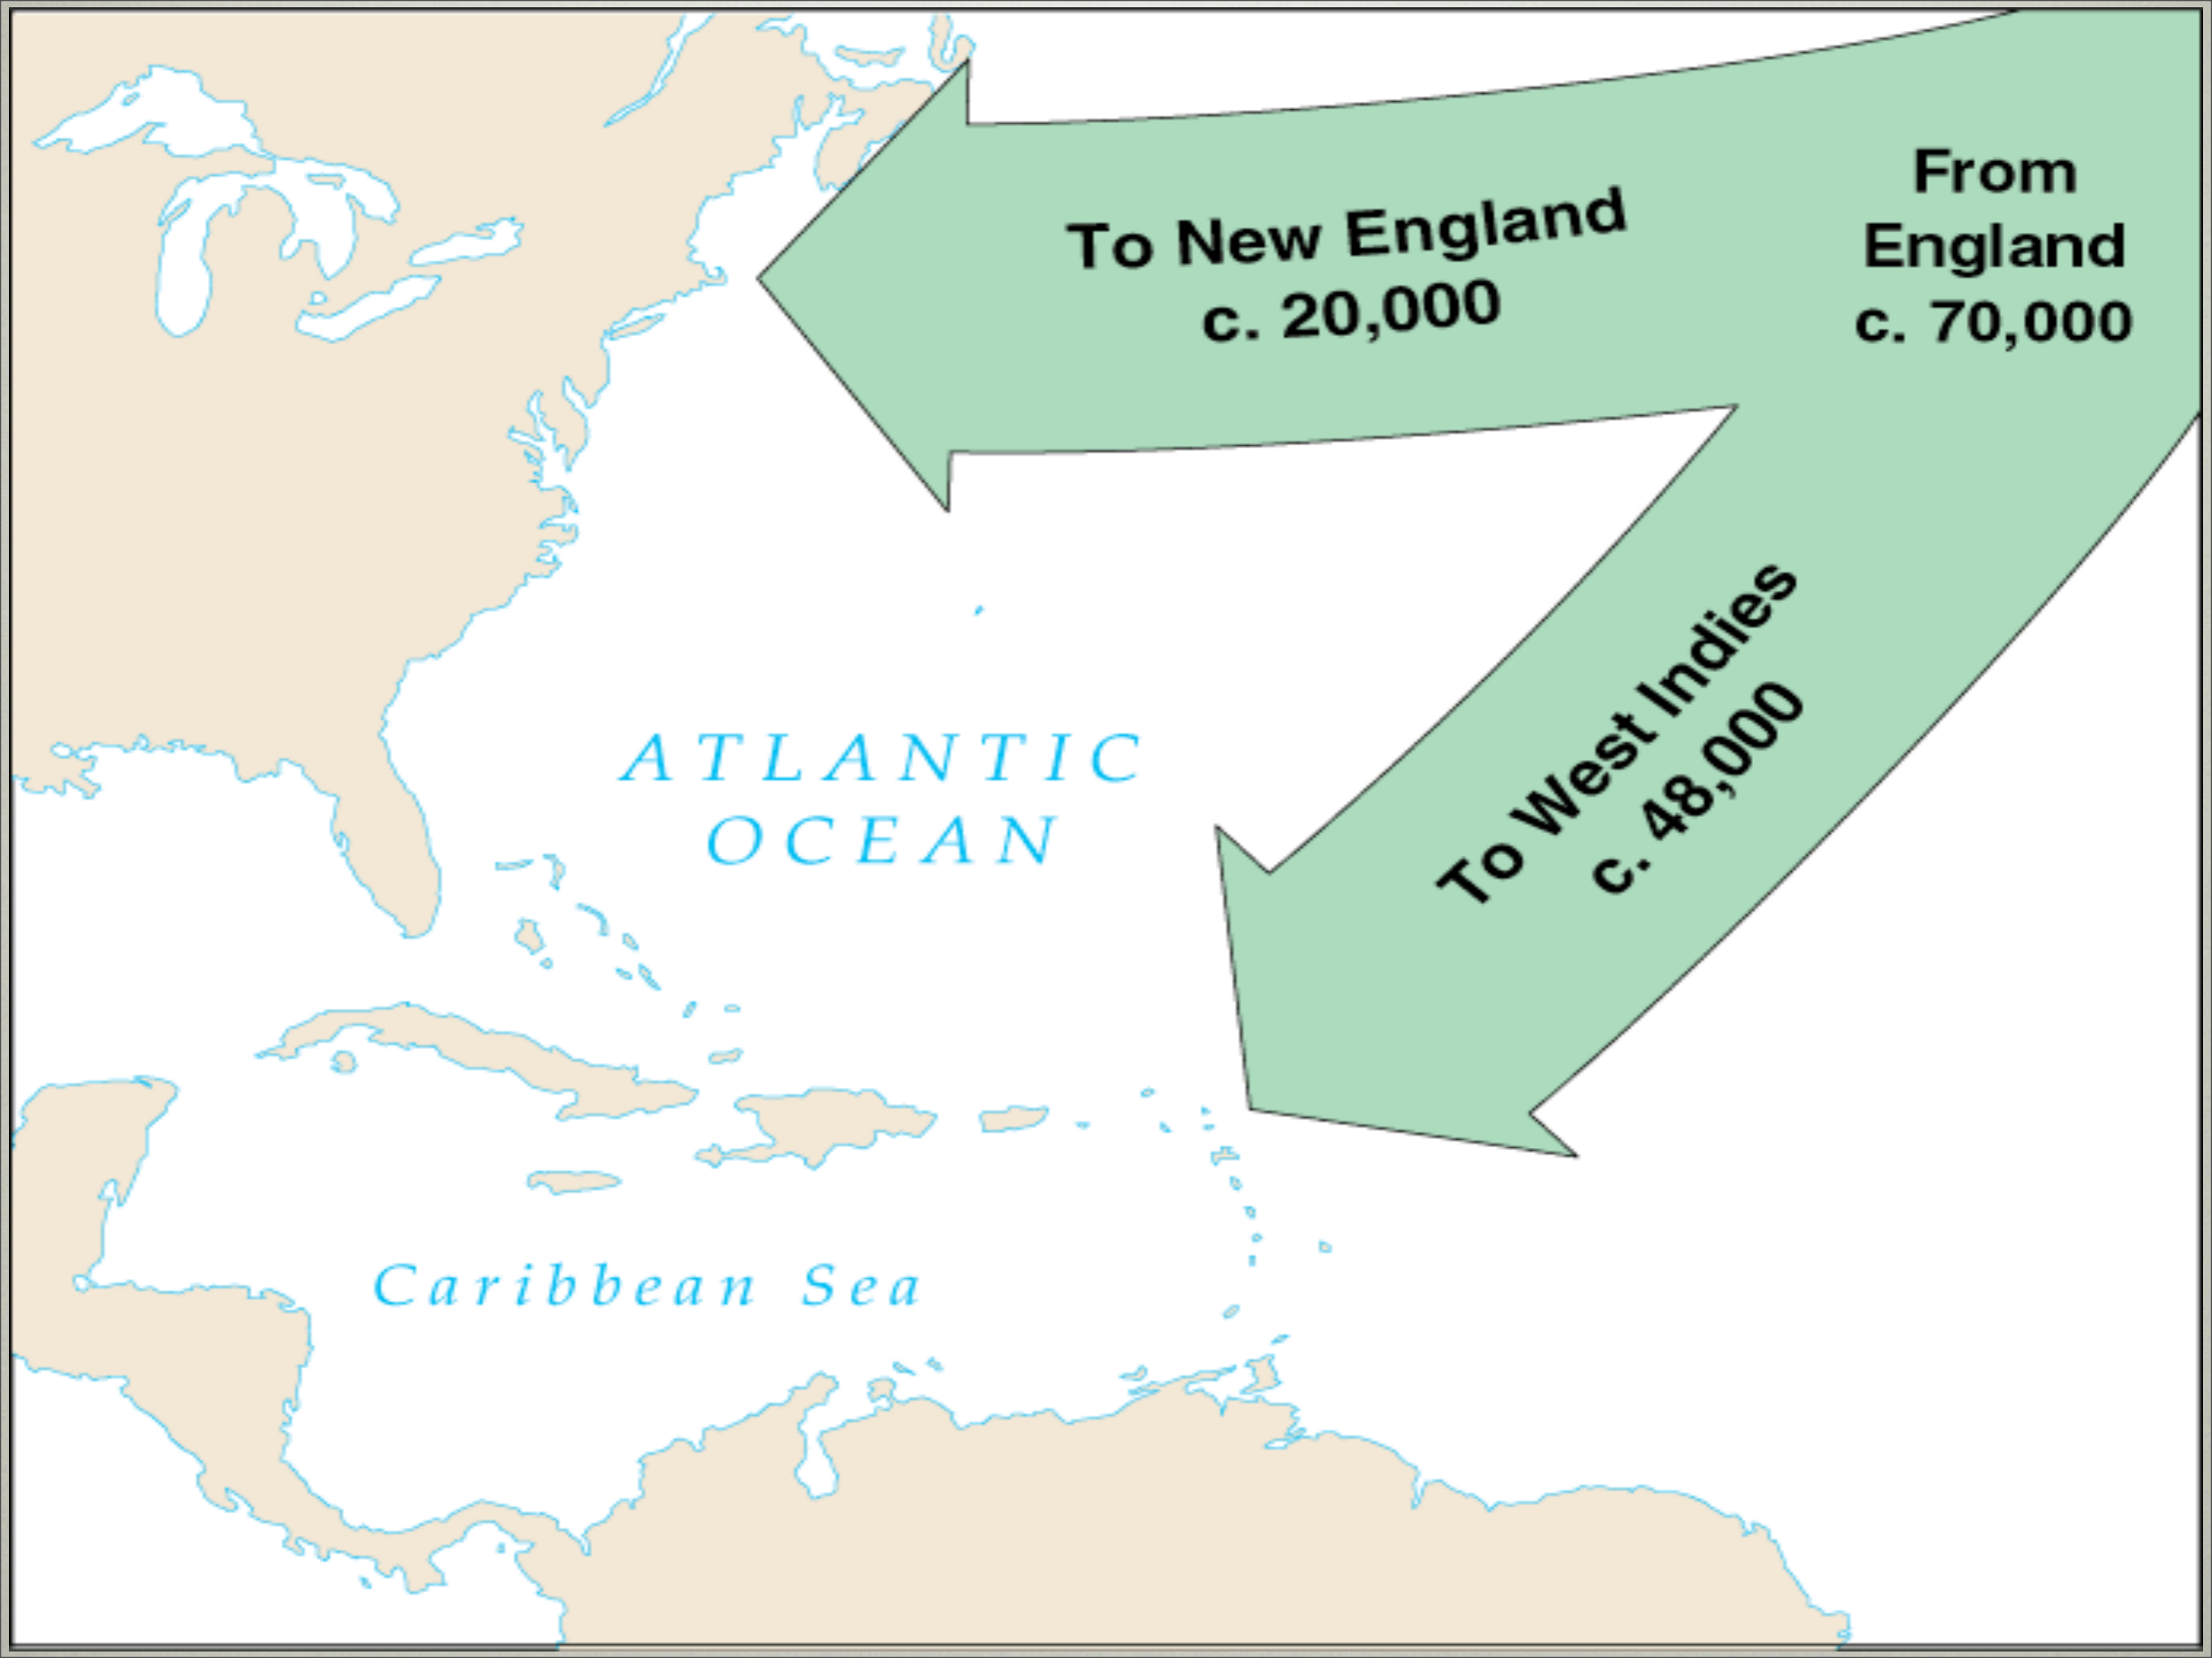 From
England
c. 70,000
To New England
c. 20,000
To West Indies
c. 48,000
ATLANTIC
OCEAN
Caribbean Sea